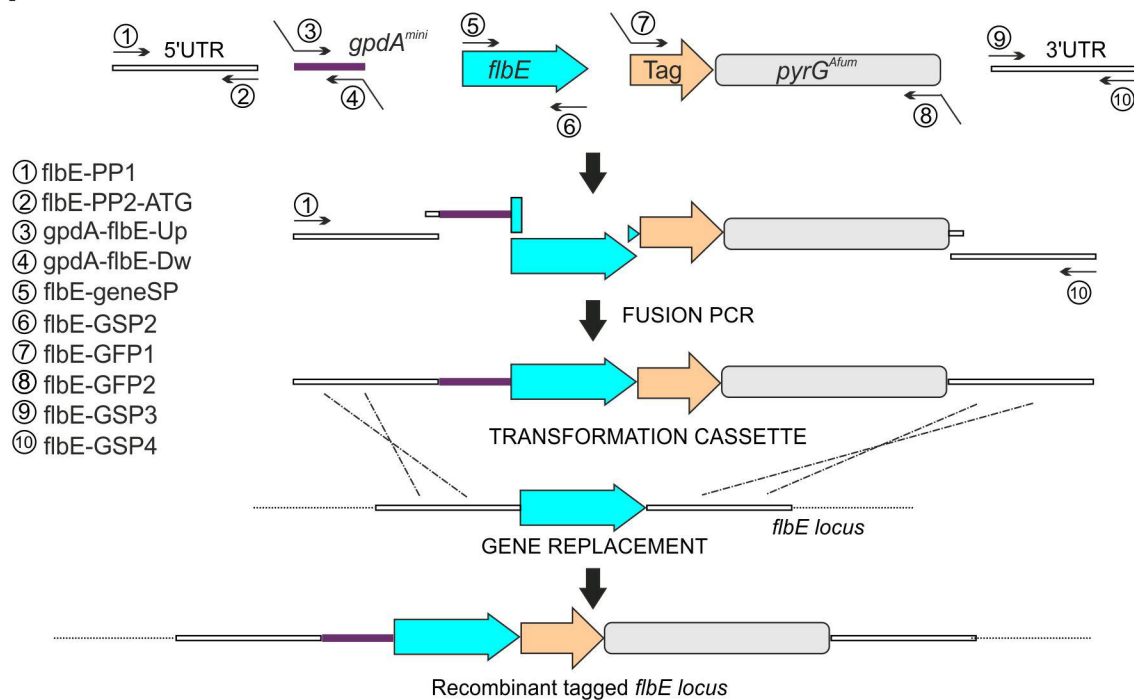 ① 5'UTR ②
③ gpdA^mini ④
⑤ flbE ⑥
⑦ Tag pyrG^Afum ⑧
⑨ 3'UTR ⑩
① flbE-PP1
② flbE-PP2-ATG
③ gpdA-flbE-Up
④ gpdA-flbE-Dw
⑤ flbE-geneSP
⑥ flbE-GSP2
⑦ flbE-GFP1
⑧ flbE-GFP2
⑨ flbE-GSP3
⑩ flbE-GSP4
① ⑩
FUSION PCR
TRANSFORMATION CASSETTE
flbE locus
GENE REPLACEMENT
Recombinant tagged flbE locus